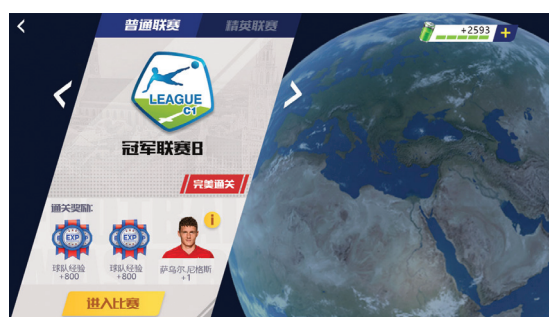 普通联赛
精英联赛
+2593 +
LEAGUE
C1
冠军联赛8
完美通关
通关奖励:
EXP
EXP
i
球队经验
+800
球队经验
+800
萨乌尔.尼格斯
+1
进入比赛